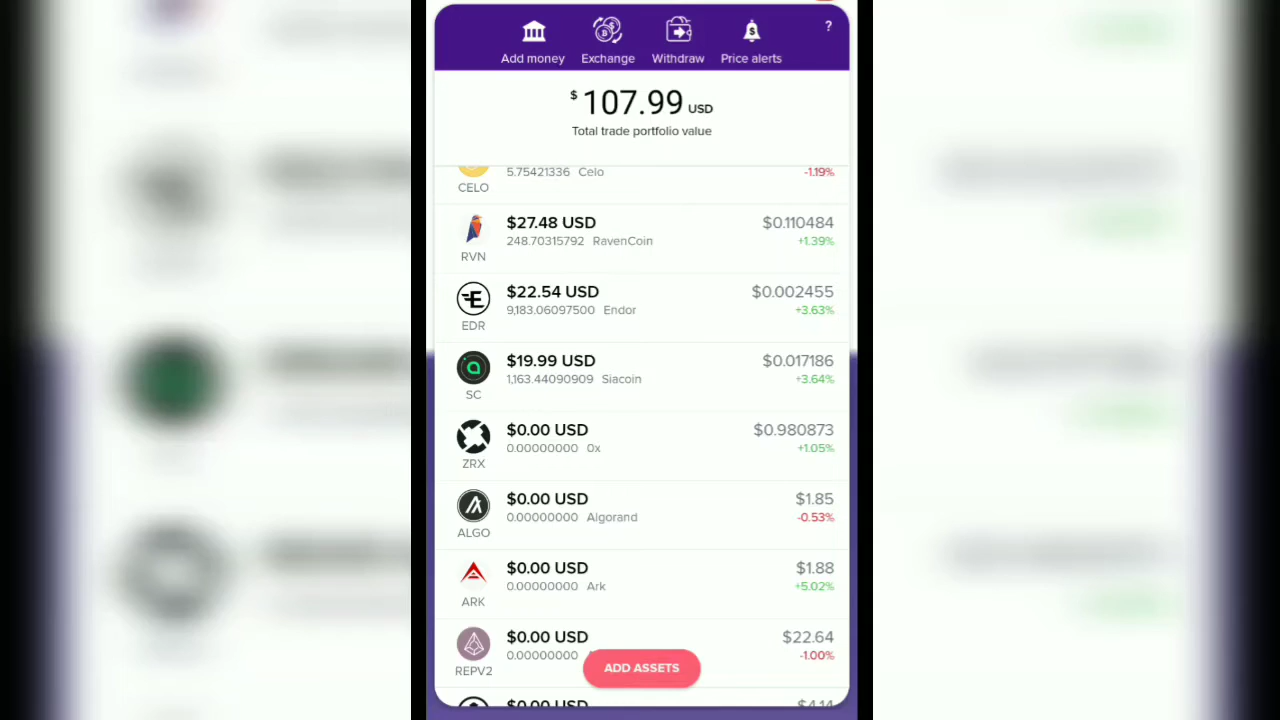 Add money Exchange Withdraw Price alerts ?
$ 107.99 USD
Total trade portfolio value
5.75421336 Celo -1.19%
CELO
$27.48 USD $0.110484
248.70315792 RavenCoin +1.39%
RVN
$22.54 USD $0.002455
9,183.06097500 Endor +3.63%
EDR
$19.99 USD $0.017186
1,163.44090909 Siacoin +3.64%
SC
$0.00 USD $0.980873
0.00000000 0x +1.05%
ZRX
$0.00 USD $1.85
0.00000000 Algorand -0.53%
ALGO
$0.00 USD $1.88
0.00000000 Ark +5.02%
ARK
$0.00 USD $22.64
0.00000000 -1.00%
REPV2
ADD ASSETS
$0.00 USD $4.14